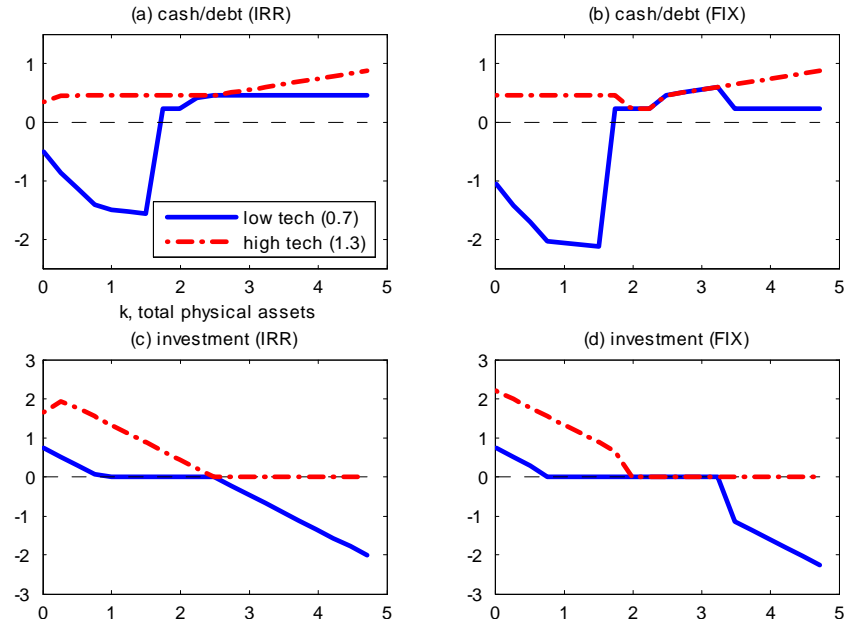 (a) cash/debt (IRR)
(b) cash/debt (FIX)
1
0
-1
-2
low tech (0.7)
high tech (1.3)
0 1 2 3 4 5
k, total physical assets
1
0
-1
-2
0 1 2 3 4 5
(c) investment (IRR)
(d) investment (FIX)
3
2
1
0
-1
-2
-3
0 1 2 3 4 5
3
2
1
0
-1
-2
-3
0 1 2 3 4 5